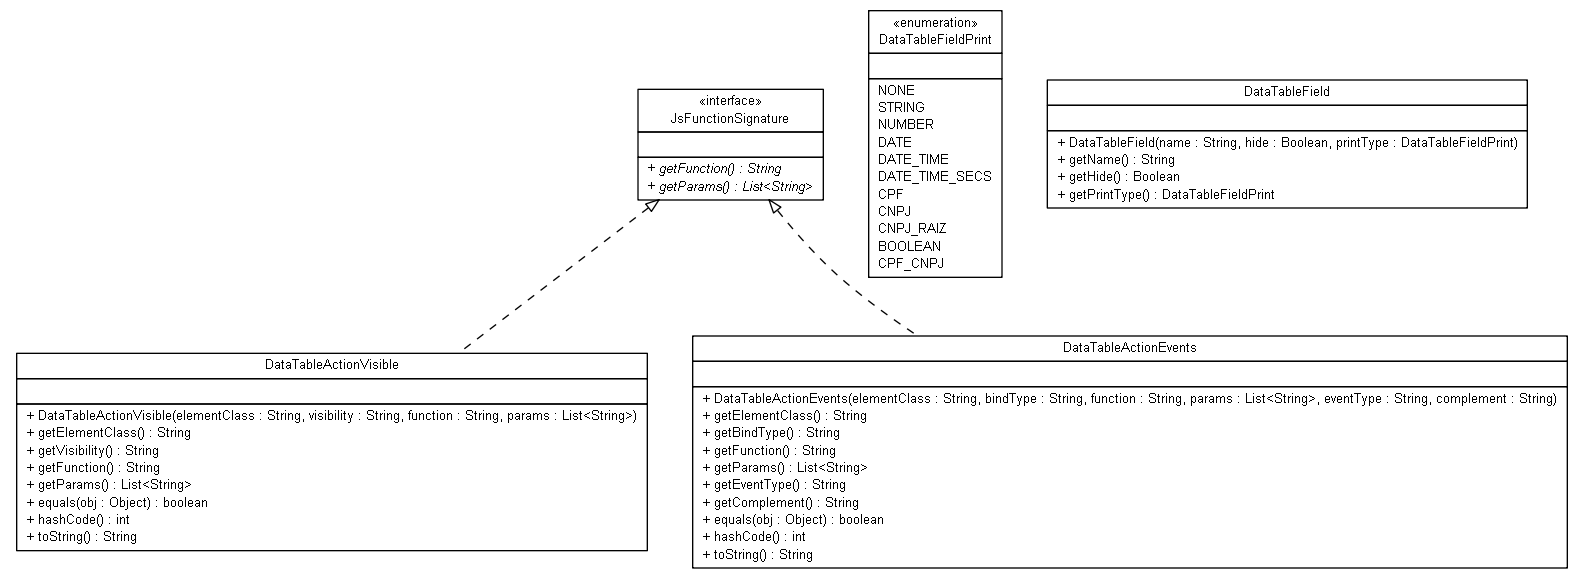 «enumeration»
DataTableFieldPrint
NONE
STRING
NUMBER
DATE
DATE_TIME
DATE_TIME_SECS
CPF
CNPJ
CNPJ_RAIZ
BOOLEAN
CPF_CNPJ
«interface»
JsFunctionSignature
+ getFunction() : String
+ getParams() : List<String>
DataTableField
+ DataTableField(name : String, hide : Boolean, printType : DataTableFieldPrint)
+ getName() : String
+ getHide() : Boolean
+ getPrintType() : DataTableFieldPrint
DataTableActionVisible
+ DataTableActionVisible(elementClass : String, visibility : String, function : String, params : List<String>)
+ getElementClass() : String
+ getVisibility() : String
+ getFunction() : String
+ getParams() : List<String>
+ equals(obj : Object) : boolean
+ hashCode() : int
+ toString() : String
DataTableActionEvents
+ DataTableActionEvents(elementClass : String, bindType : String, function : String, params : List<String>, eventType : String, complement : String)
+ getElementClass() : String
+ getBindType() : String
+ getFunction() : String
+ getParams() : List<String>
+ getEventType() : String
+ getComplement() : String
+ equals(obj : Object) : boolean
+ hashCode() : int
+ toString() : String